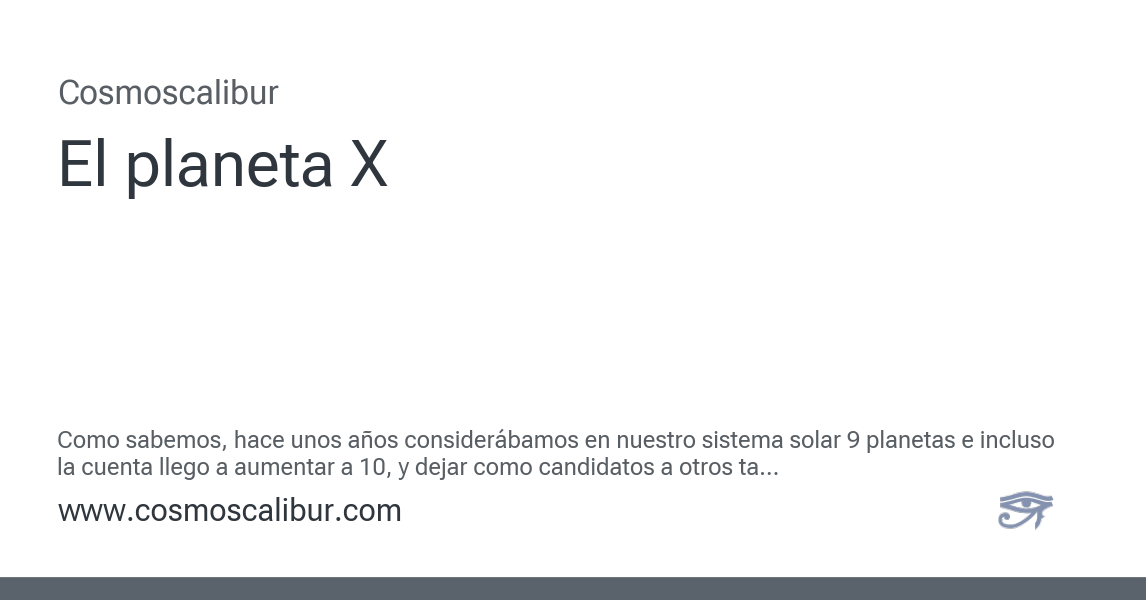 Cosmoscalibur
El planeta X
Como sabemos, hace unos años considerábamos en nuestro sistema solar 9 planetas e incluso
la cuenta llego a aumentar a 10, y dejar como candidatos a otros ta...
www.cosmoscalibur.com